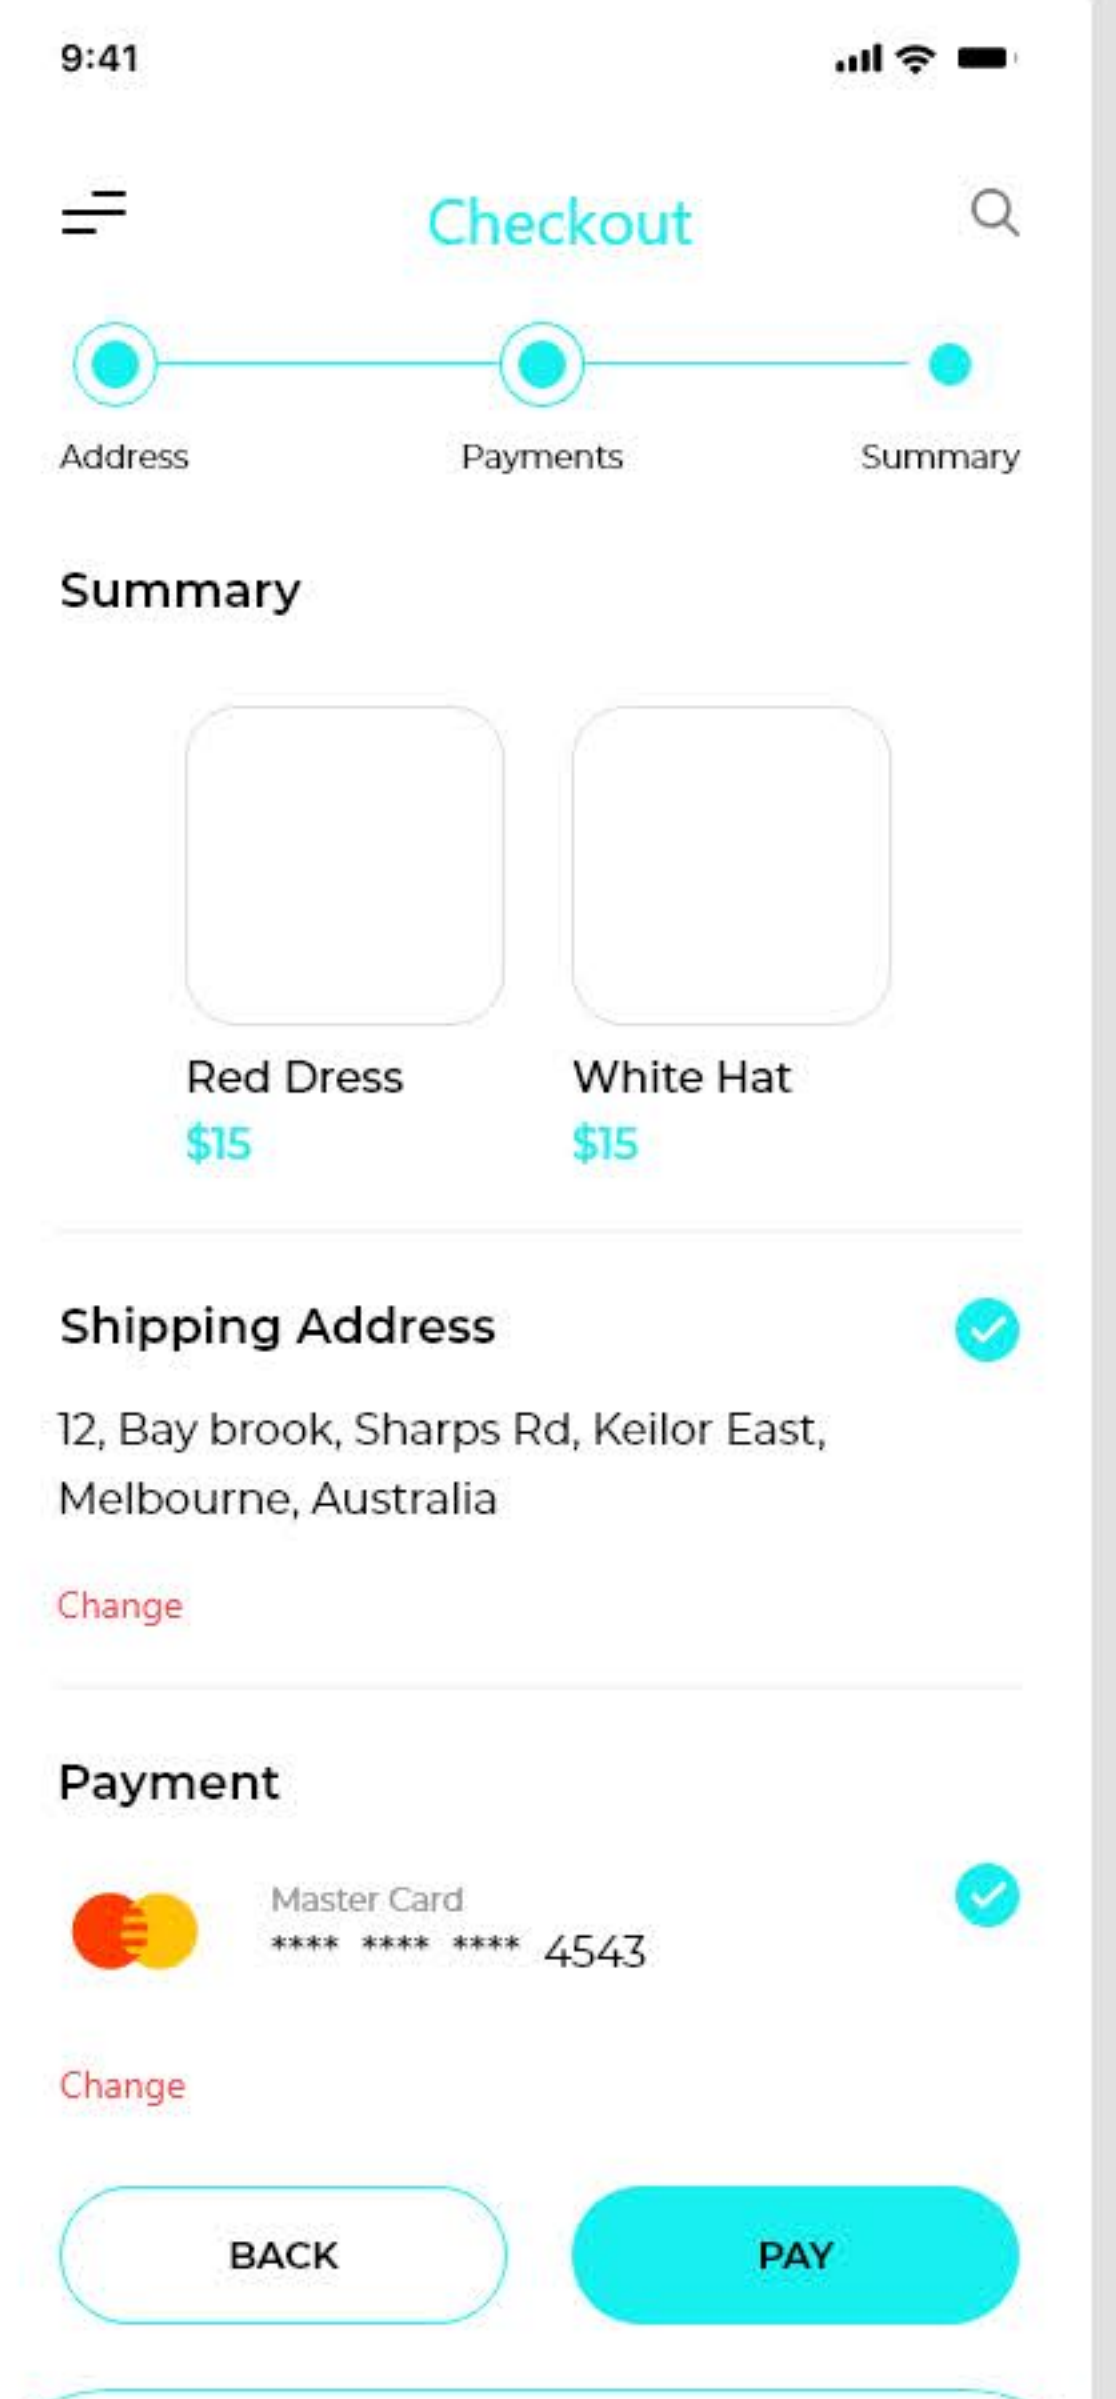 9:41
Checkout
Address Payments Summary
Summary
Red Dress White Hat
$15 $15
Shipping Address
12, Bay brook, Sharps Rd, Keilor East,
Melbourne, Australia
Change
Payment
Master Card
**** **** **** 4543
Change
BACK PAY